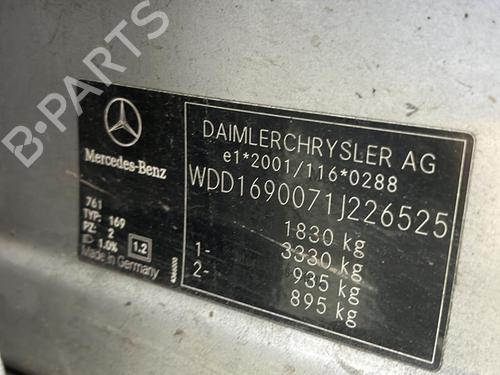 B-PARTS
Mercedes-Benz
DAIMLERCHRYSLER AG
e1*2001/116*0288
WDD1690071J226525
1830 kg
1- 3330 kg
2- 935 kg
895 kg
761
TYP: 169
PZ: 2
1.0% 1.2
Made in Germany